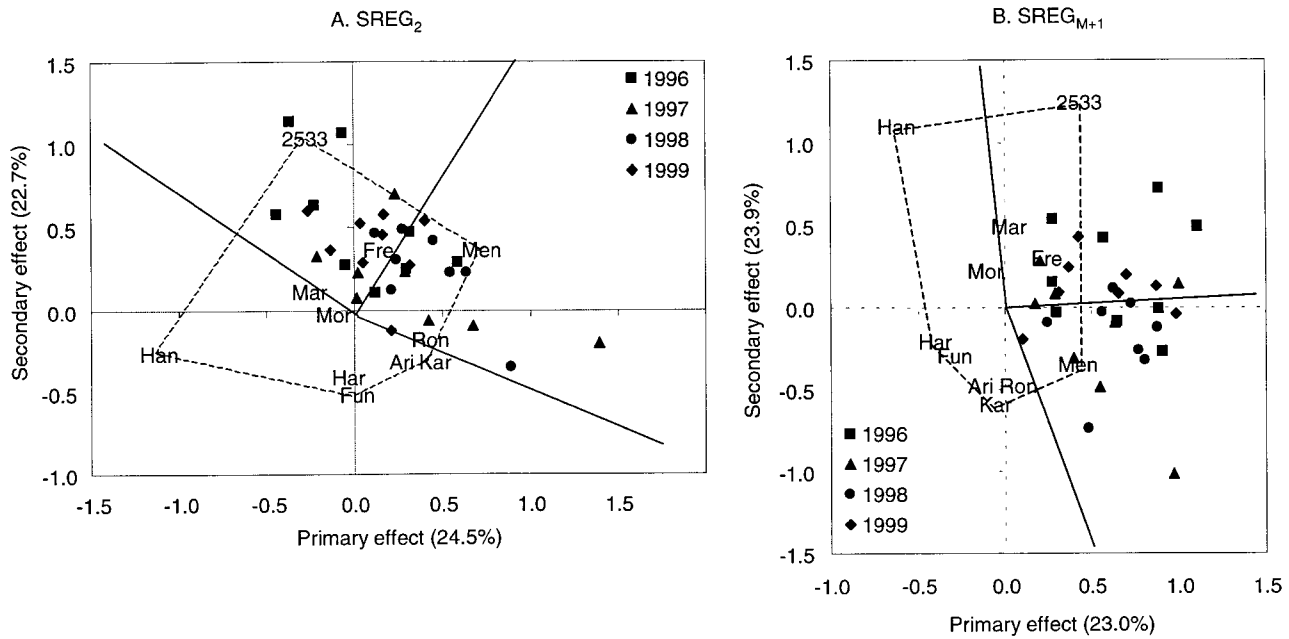 A. SREG2
1996
1997
1998
1999
Secondary effect (22.7%)
1.5
1.0
0.5
0.0
-0.5
-1.0
2533
Fre
Men
Mar
Mor
Ron
Han
Ari Kar
Har
Fun
-1.5 -1.0 -0.5 0.0 0.5 1.0 1.5
Primary effect (24.5%)
B. SREGM+1
Secondary effect (23.9%)
1.5
1.0
0.5
0.0
-0.5
-1.0
-1.5
2533
Han
Mar
Fre
Mor
Har
Fun
Men
Ari Ron
Kar
1996
1997
1998
1999
-1.0 -0.5 0.0 0.5 1.0 1.5
Primary effect (23.0%)